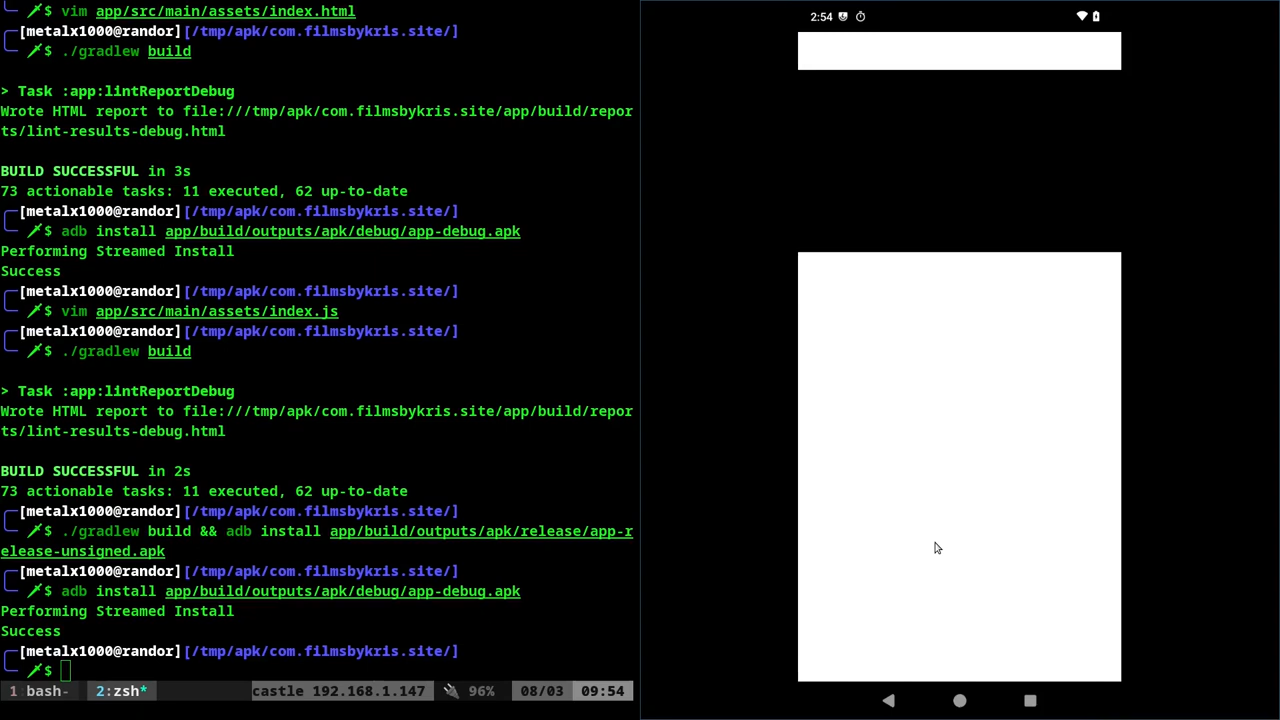 $ vim app/src/main/assets/index.html
[metalx1000@randor][/tmp/apk/com.filmsbykris.site/]
$ ./gradlew build
> Task :app:lintReportDebug
Wrote HTML report to file:///tmp/apk/com.filmsbykris.site/app/build/repor
ts/lint-results-debug.html
BUILD SUCCESSFUL in 3s
73 actionable tasks: 11 executed, 62 up-to-date
[metalx1000@randor][/tmp/apk/com.filmsbykris.site/]
$ adb install app/build/outputs/apk/debug/app-debug.apk
Performing Streamed Install
Success
[metalx1000@randor][/tmp/apk/com.filmsbykris.site/]
$ vim app/src/main/assets/index.js
[metalx1000@randor][/tmp/apk/com.filmsbykris.site/]
$ ./gradlew build
> Task :app:lintReportDebug
Wrote HTML report to file:///tmp/apk/com.filmsbykris.site/app/build/repor
ts/lint-results-debug.html
BUILD SUCCESSFUL in 2s
73 actionable tasks: 11 executed, 62 up-to-date
[metalx1000@randor][/tmp/apk/com.filmsbykris.site/]
$ ./gradlew build && adb install app/build/outputs/apk/release/app-r
elease-unsigned.apk
[metalx1000@randor][/tmp/apk/com.filmsbykris.site/]
$ adb install app/build/outputs/apk/debug/app-debug.apk
Performing Streamed Install
Success
[metalx1000@randor][/tmp/apk/com.filmsbykris.site/]
$
1 bash- 2:zsh* castle 192.168.1.147 96% 08/03 09:54
2:54